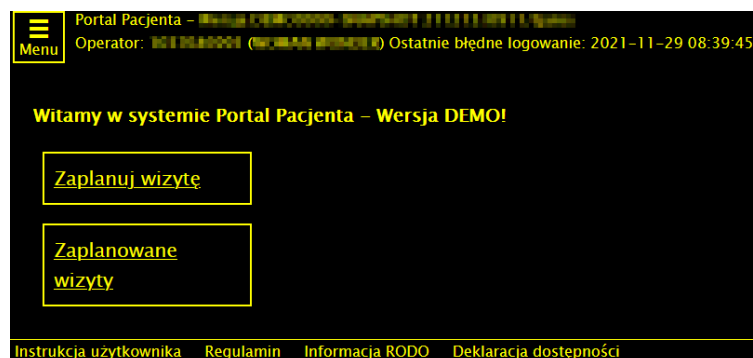 Portal Pacjenta –
Menu
Operator: ( ) Ostatnie błędne logowanie: 2021-11-29 08:39:45
Witamy w systemie Portal Pacjenta – Wersja DEMO!
Zaplanuj wizytę
Zaplanowane
wizyty
Instrukcja użytkownika Regulamin Informacja RODO Deklaracja dostępności